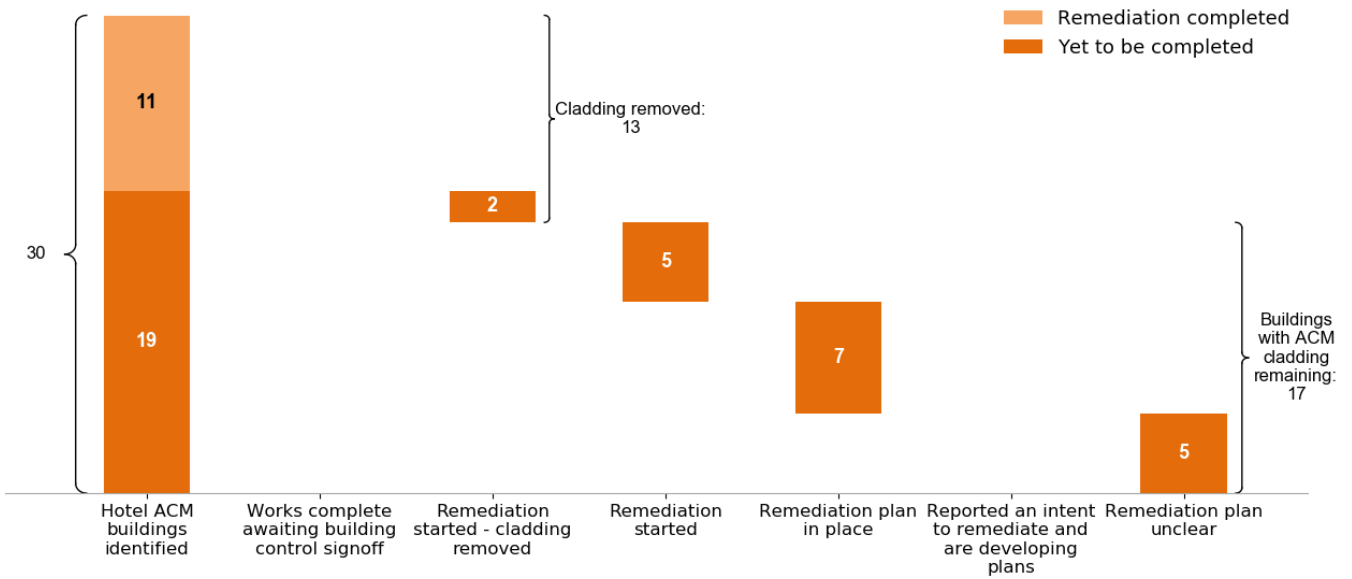 Remediation completed
Yet to be completed
11
Cladding removed:
13
2
30
5
19
7
Buildings
with ACM
cladding
remaining:
17
5
Hotel ACM
buildings
identified
Works complete
awaiting building
control signoff
Remediation
started - cladding
removed
Remediation
started
Remediation plan
in place
Reported an intent
to remediate and
are developing
plans
Remediation plan
unclear